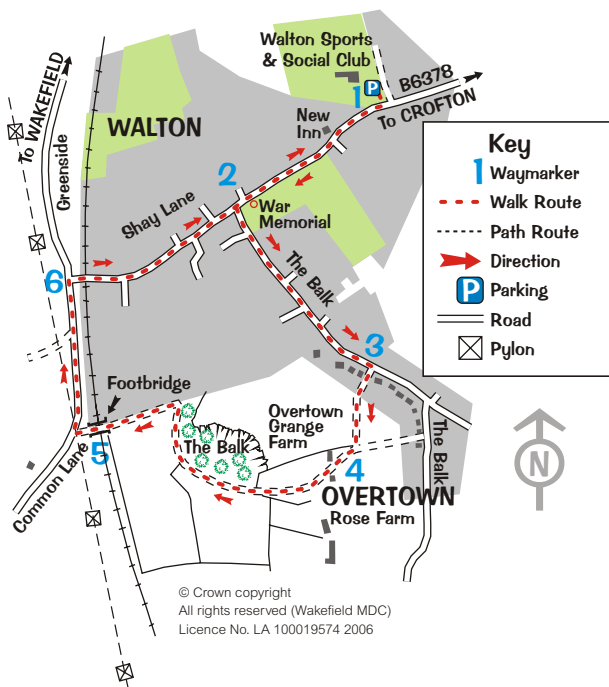 Walton Sports
& Social Club
1
P
B6378
To CROFTON
New
Inn
To WAKEFIELD
Greenside
WALTON
2
War
Memorial
Shay Lane
The Balk
6
3
Footbridge
Overtown
Grange
Farm
The Balk
The Balk
5
4
Common Lane
OVERTOWN
Rose Farm
Key
1 Waymarker
Walk Route
Path Route
Direction
P Parking
Road
Pylon
N
© Crown copyright
All rights reserved (Wakefield MDC)
Licence No. LA 100019574 2006